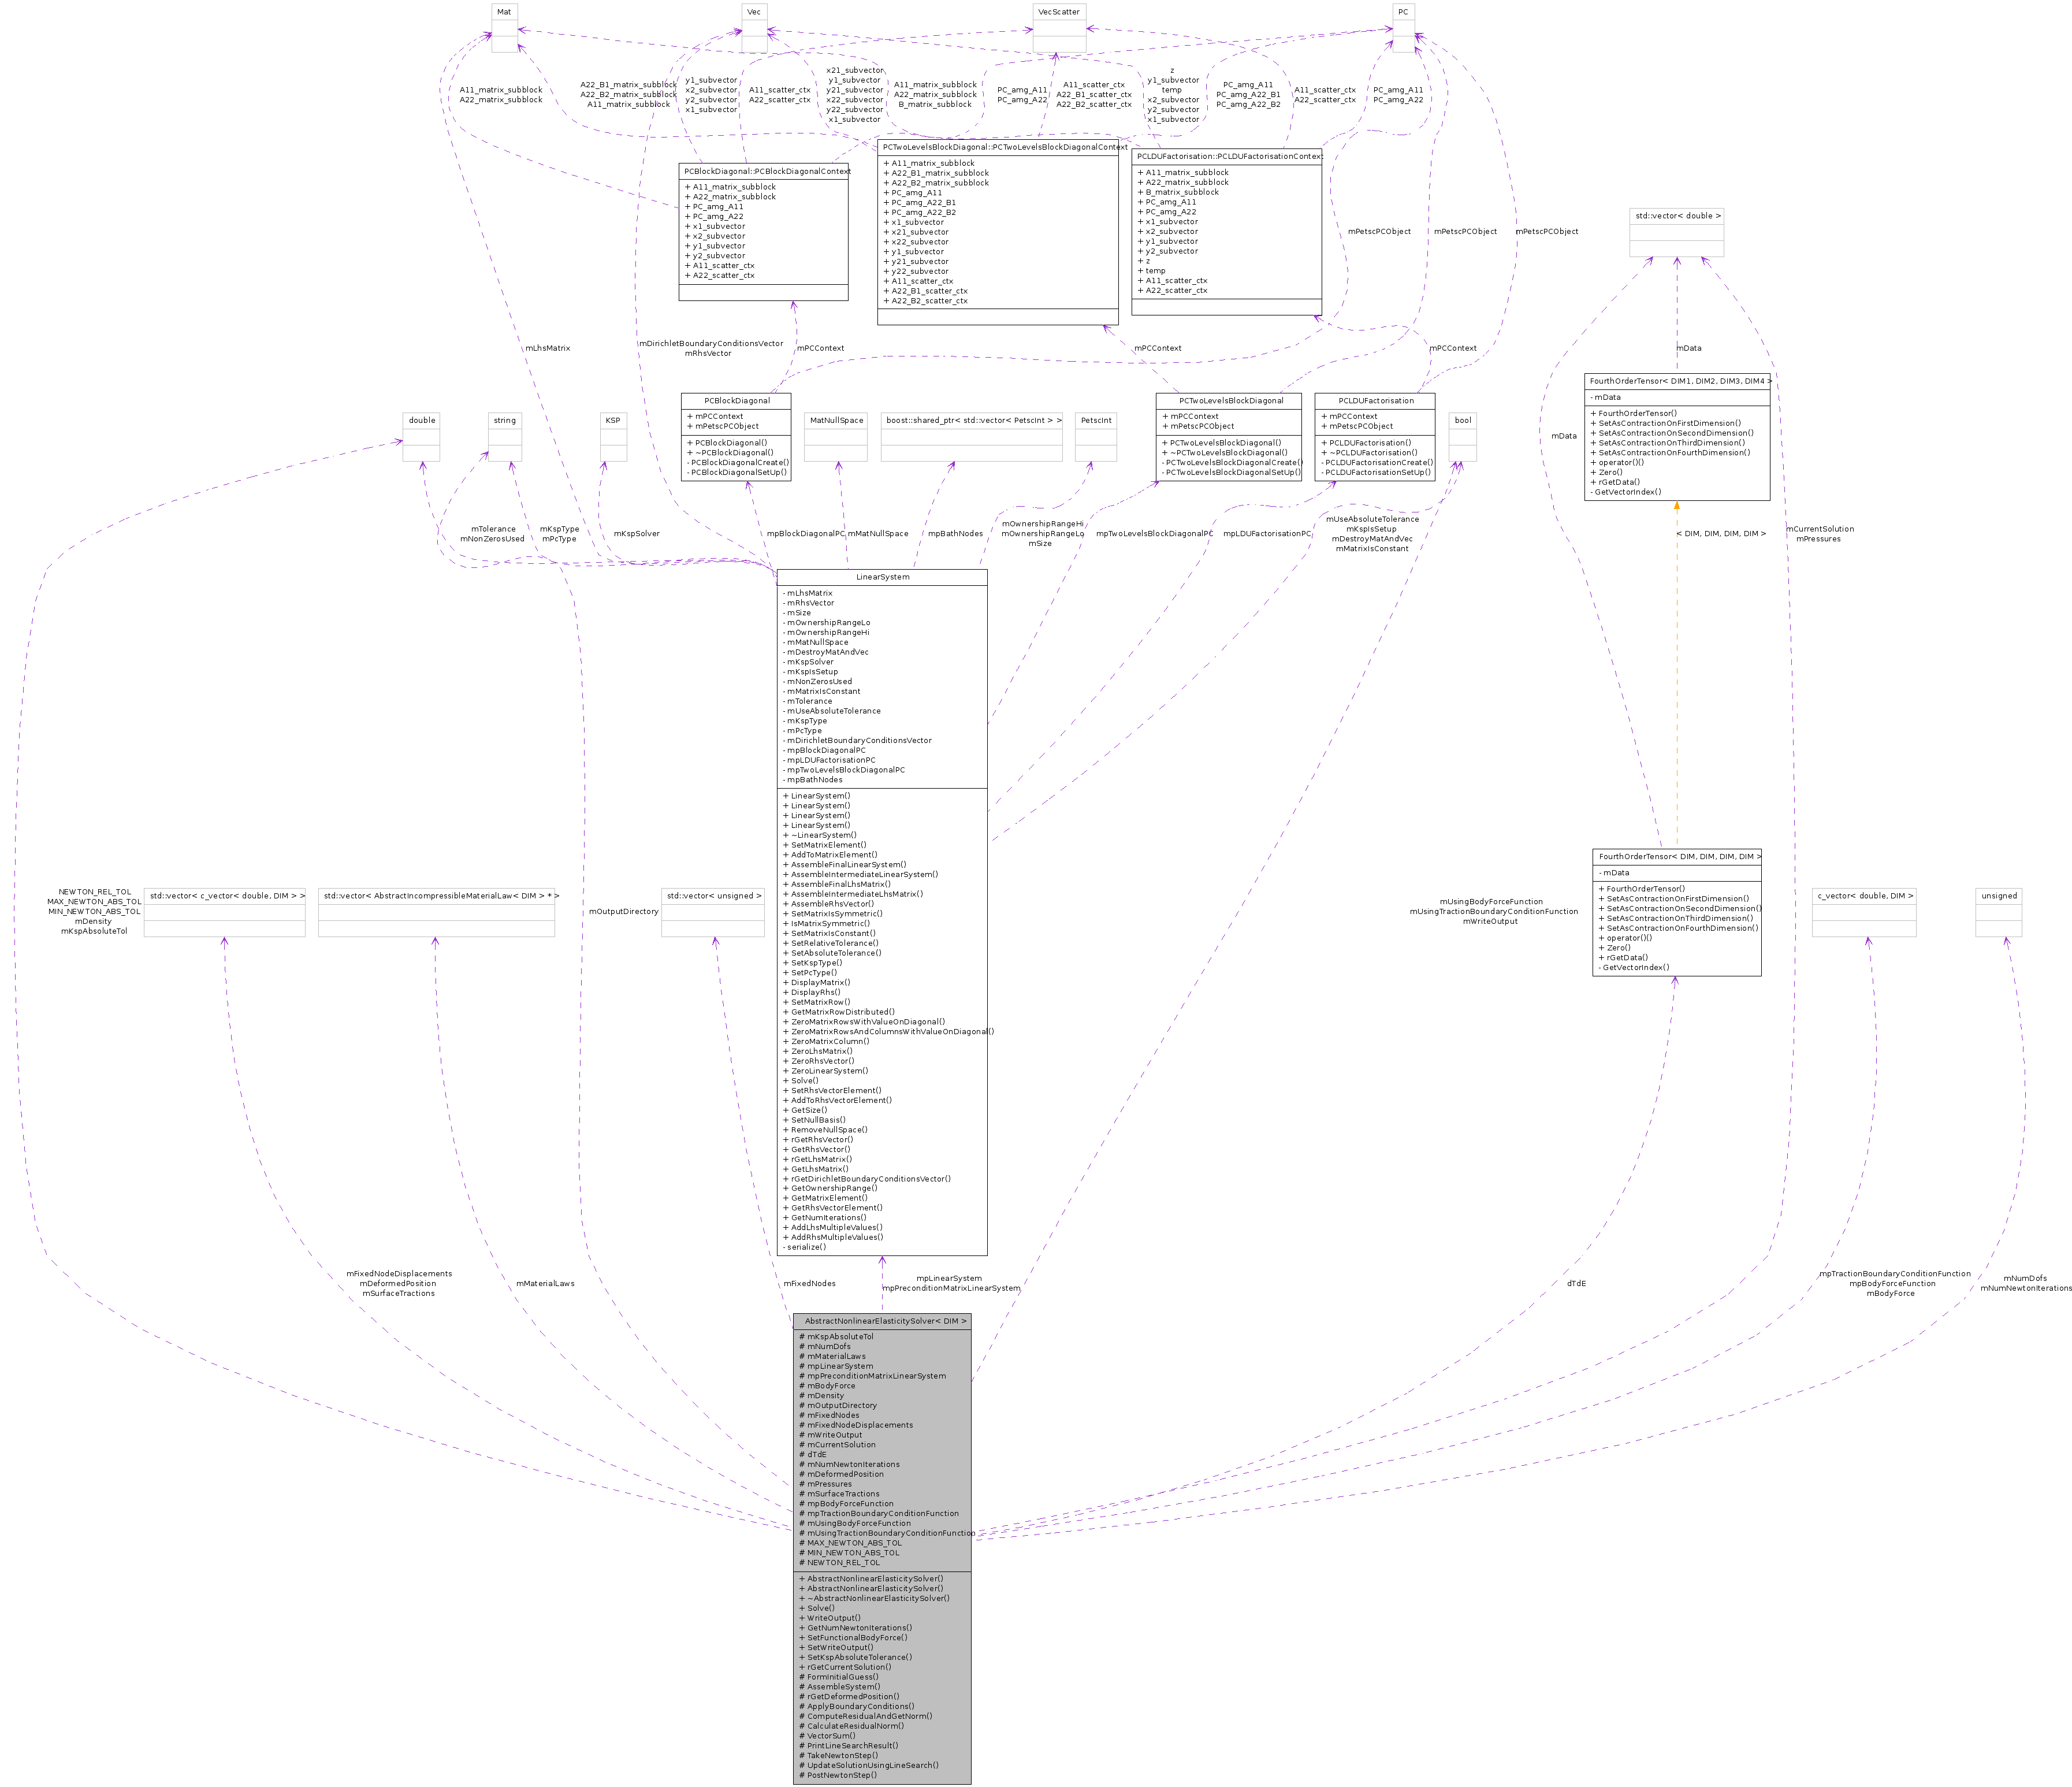 Mat
Vec
VecScatter
PC
A11_matrix_subblock
A22_matrix_subblock
A22_B1_matrix_subblock
A22_B2_matrix_subblock
A11_matrix_subblock
y1_subvector
x2_subvector
y2_subvector
x1_subvector
A11_scatter_ctx
A22_scatter_ctx
x21_subvector
y1_subvector
y21_subvector
x22_subvector
y22_subvector
x1_subvector
A11_matrix_subblock
A22_matrix_subblock
B_matrix_subblock
PC_amg_A11
PC_amg_A22
A11_scatter_ctx
A22_B1_scatter_ctx
A22_B2_scatter_ctx
z
y1_subvector
temp
x2_subvector
y2_subvector
x1_subvector
PC_amg_A11
PC_amg_A22_B1
PC_amg_A22_B2
A11_scatter_ctx
A22_scatter_ctx
PC_amg_A11
PC_amg_A22
PCBlockDiagonal::PCBlockDiagonalContext
+ A11_matrix_subblock
+ A22_matrix_subblock
+ PC_amg_A11
+ PC_amg_A22
+ x1_subvector
+ x2_subvector
+ y1_subvector
+ y2_subvector
+ A11_scatter_ctx
+ A22_scatter_ctx
PCTwoLevelsBlockDiagonal::PCTwoLevelsBlockDiagonalContext
+ A11_matrix_subblock
+ A22_B1_matrix_subblock
+ A22_B2_matrix_subblock
+ PC_amg_A11
+ PC_amg_A22_B1
+ PC_amg_A22_B2
+ x1_subvector
+ x21_subvector
+ x22_subvector
+ y1_subvector
+ y21_subvector
+ y22_subvector
+ A11_scatter_ctx
+ A22_B1_scatter_ctx
+ A22_B2_scatter_ctx
PCLDUFactorisation::PCLDUFactorisationContext
+ A11_matrix_subblock
+ A22_matrix_subblock
+ B_matrix_subblock
+ PC_amg_A11
+ PC_amg_A22
+ x1_subvector
+ x2_subvector
+ y1_subvector
+ y2_subvector
+ z
+ temp
+ A11_scatter_ctx
+ A22_scatter_ctx
mPetscPCObject
mPetscPCObject
mPetscPCObject
std::vector< double >
mLhsMatrix
mDirichletBoundaryConditionsVector
mRhsVector
mPCContext
mPCContext
mPCContext
mData
mData
FourthOrderTensor< DIM1, DIM2, DIM3, DIM4 >
- mData
+ FourthOrderTensor()
+ SetAsContractionOnFirstDimension()
+ SetAsContractionOnSecondDimension()
+ SetAsContractionOnThirdDimension()
+ SetAsContractionOnFourthDimension()
+ operator()()
+ Zero()
+ rGetData()
- GetVectorIndex()
double
string
KSP
PCBlockDiagonal
+ mPCContext
+ mPetscPCObject
+ PCBlockDiagonal()
+ ~PCBlockDiagonal()
- PCBlockDiagonalCreate()
- PCBlockDiagonalSetUp()
MatNullSpace
boost::shared_ptr< std::vector< PetscInt > >
PetscInt
PCTwoLevelsBlockDiagonal
+ mPCContext
+ mPetscPCObject
+ PCTwoLevelsBlockDiagonal()
+ ~PCTwoLevelsBlockDiagonal()
- PCTwoLevelsBlockDiagonalCreate()
- PCTwoLevelsBlockDiagonalSetUp()
PCLDUFactorisation
+ mPCContext
+ mPetscPCObject
+ PCLDUFactorisation()
+ ~PCLDUFactorisation()
- PCLDUFactorisationCreate()
- PCLDUFactorisationSetUp()
bool
mTolerance
mNonZerosUsed
mKspType
mPcType
mKspSolver
mpBlockDiagonalPC
mMatNullSpace
mpBathNodes
mOwnershipRangeHi
mOwnershipRangeLo
mSize
mpTwoLevelsBlockDiagonalPC
mpLDUFactorisationPC
mUseAbsoluteTolerance
mKspIsSetup
mDestroyMatAndVec
mMatrixIsConstant
< DIM, DIM, DIM, DIM >
mCurrentSolution
mPressures
LinearSystem
- mLhsMatrix
- mRhsVector
- mSize
- mOwnershipRangeLo
- mOwnershipRangeHi
- mMatNullSpace
- mDestroyMatAndVec
- mKspSolver
- mKspIsSetup
- mNonZerosUsed
- mMatrixIsConstant
- mTolerance
- mUseAbsoluteTolerance
- mKspType
- mPcType
- mDirichletBoundaryConditionsVector
- mpBlockDiagonalPC
- mpLDUFactorisationPC
- mpTwoLevelsBlockDiagonalPC
- mpBathNodes
+ LinearSystem()
+ LinearSystem()
+ LinearSystem()
+ LinearSystem()
+ ~LinearSystem()
+ SetMatrixElement()
+ AddToMatrixElement()
+ AssembleFinalLinearSystem()
+ AssembleIntermediateLinearSystem()
+ AssembleFinalLhsMatrix()
+ AssembleIntermediateLhsMatrix()
+ AssembleRhsVector()
+ SetMatrixIsSymmetric()
+ IsMatrixSymmetric()
+ SetMatrixIsConstant()
+ SetRelativeTolerance()
+ SetAbsoluteTolerance()
+ SetKspType()
+ SetPcType()
+ DisplayMatrix()
+ DisplayRhs()
+ SetMatrixRow()
+ GetMatrixRowDistributed()
+ ZeroMatrixRowsWithValueOnDiagonal()
+ ZeroMatrixRowsAndColumnsWithValueOnDiagonal()
+ ZeroMatrixColumn()
+ ZeroLhsMatrix()
+ ZeroRhsVector()
+ ZeroLinearSystem()
+ Solve()
+ SetRhsVectorElement()
+ AddToRhsVectorElement()
+ GetSize()
+ SetNullBasis()
+ RemoveNullSpace()
+ rGetRhsVector()
+ GetRhsVector()
+ rGetLhsMatrix()
+ GetLhsMatrix()
+ rGetDirichletBoundaryConditionsVector()
+ GetOwnershipRange()
+ GetMatrixElement()
+ GetRhsVectorElement()
+ GetNumIterations()
+ AddLhsMultipleValues()
+ AddRhsMultipleValues()
- serialize()
FourthOrderTensor< DIM, DIM, DIM, DIM >
- mData
+ FourthOrderTensor()
+ SetAsContractionOnFirstDimension()
+ SetAsContractionOnSecondDimension()
+ SetAsContractionOnThirdDimension()
+ SetAsContractionOnFourthDimension()
+ operator()()
+ Zero()
+ rGetData()
- GetVectorIndex()
NEWTON_REL_TOL
MAX_NEWTON_ABS_TOL
MIN_NEWTON_ABS_TOL
mDensity
mKspAbsoluteTol
std::vector< c_vector< double, DIM > >
std::vector< AbstractIncompressibleMaterialLaw< DIM > * >
mOutputDirectory
std::vector< unsigned >
mUsingBodyForceFunction
mUsingTractionBoundaryConditionFunction
mWriteOutput
c_vector< double, DIM >
unsigned
mFixedNodeDisplacements
mDeformedPosition
mSurfaceTractions
mMaterialLaws
mFixedNodes
mpLinearSystem
mpPreconditionMatrixLinearSystem
dTdE
mpTractionBoundaryConditionFunction
mpBodyForceFunction
mBodyForce
mNumDofs
mNumNewtonIterations
AbstractNonlinearElasticitySolver< DIM >
# mKspAbsoluteTol
# mNumDofs
# mMaterialLaws
# mpLinearSystem
# mpPreconditionMatrixLinearSystem
# mBodyForce
# mDensity
# mOutputDirectory
# mFixedNodes
# mFixedNodeDisplacements
# mWriteOutput
# mCurrentSolution
# dTdE
# mNumNewtonIterations
# mDeformedPosition
# mPressures
# mSurfaceTractions
# mpBodyForceFunction
# mpTractionBoundaryConditionFunction
# mUsingBodyForceFunction
# mUsingTractionBoundaryConditionFunction
# MAX_NEWTON_ABS_TOL
# MIN_NEWTON_ABS_TOL
# NEWTON_REL_TOL
+ AbstractNonlinearElasticitySolver()
+ AbstractNonlinearElasticitySolver()
+ ~AbstractNonlinearElasticitySolver()
+ Solve()
+ WriteOutput()
+ GetNumNewtonIterations()
+ SetFunctionalBodyForce()
+ SetWriteOutput()
+ SetKspAbsoluteTolerance()
+ rGetCurrentSolution()
# FormInitialGuess()
# AssembleSystem()
# rGetDeformedPosition()
# ApplyBoundaryConditions()
# ComputeResidualAndGetNorm()
# CalculateResidualNorm()
# VectorSum()
# PrintLineSearchResult()
# TakeNewtonStep()
# UpdateSolutionUsingLineSearch()
# PostNewtonStep()